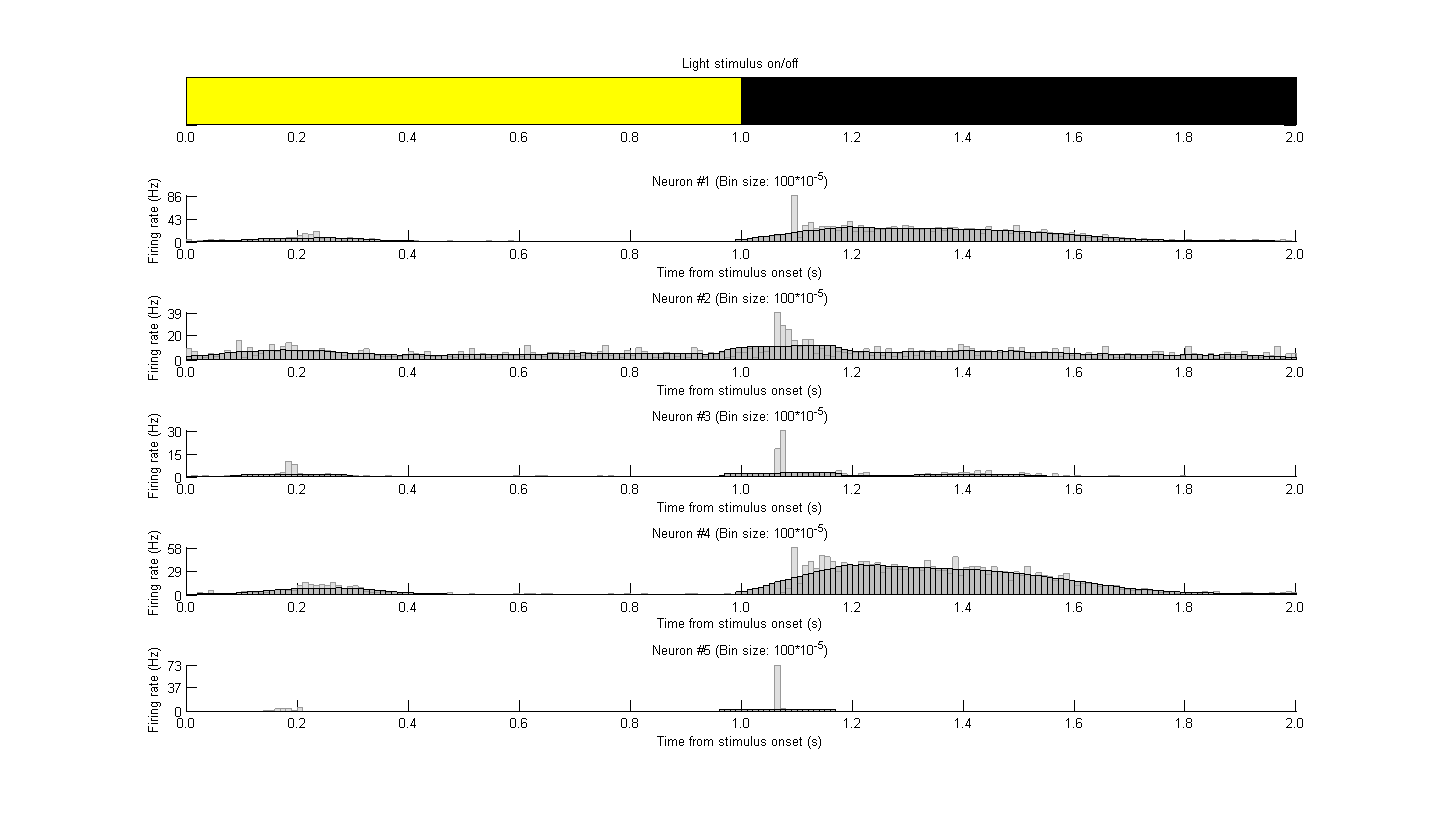 Light stimulus on/off
0.0 0.2 0.4 0.6 0.8 1.0 1.2 1.4 1.6 1.8 2.0
Neuron #1 (Bin size: 100*10-5)
Firing rate (Hz)
86
43
0
0.0 0.2 0.4 0.6 0.8 1.0 1.2 1.4 1.6 1.8 2.0
Time from stimulus onset (s)
Neuron #2 (Bin size: 100*10-5)
Firing rate (Hz)
39
20
0
0.0 0.2 0.4 0.6 0.8 1.0 1.2 1.4 1.6 1.8 2.0
Time from stimulus onset (s)
Neuron #3 (Bin size: 100*10-5)
Firing rate (Hz)
30
15
0
0.0 0.2 0.4 0.6 0.8 1.0 1.2 1.4 1.6 1.8 2.0
Time from stimulus onset (s)
Neuron #4 (Bin size: 100*10-5)
Firing rate (Hz)
58
29
0
0.0 0.2 0.4 0.6 0.8 1.0 1.2 1.4 1.6 1.8 2.0
Time from stimulus onset (s)
Neuron #5 (Bin size: 100*10-5)
Firing rate (Hz)
73
37
0
0.0 0.2 0.4 0.6 0.8 1.0 1.2 1.4 1.6 1.8 2.0
Time from stimulus onset (s)